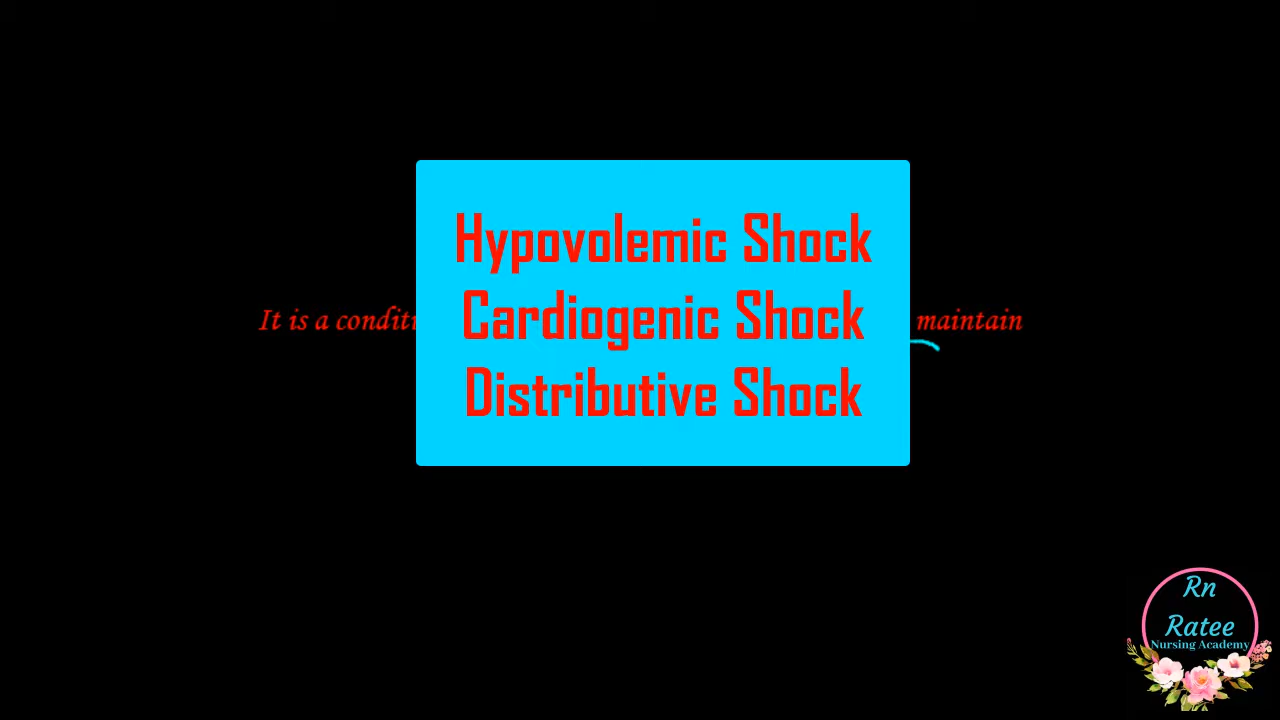 Hypovolemic Shock
Cardiogenic Shock
Distributive Shock
It is a conditi maintain
Rn
Ratee
Nursing Academy